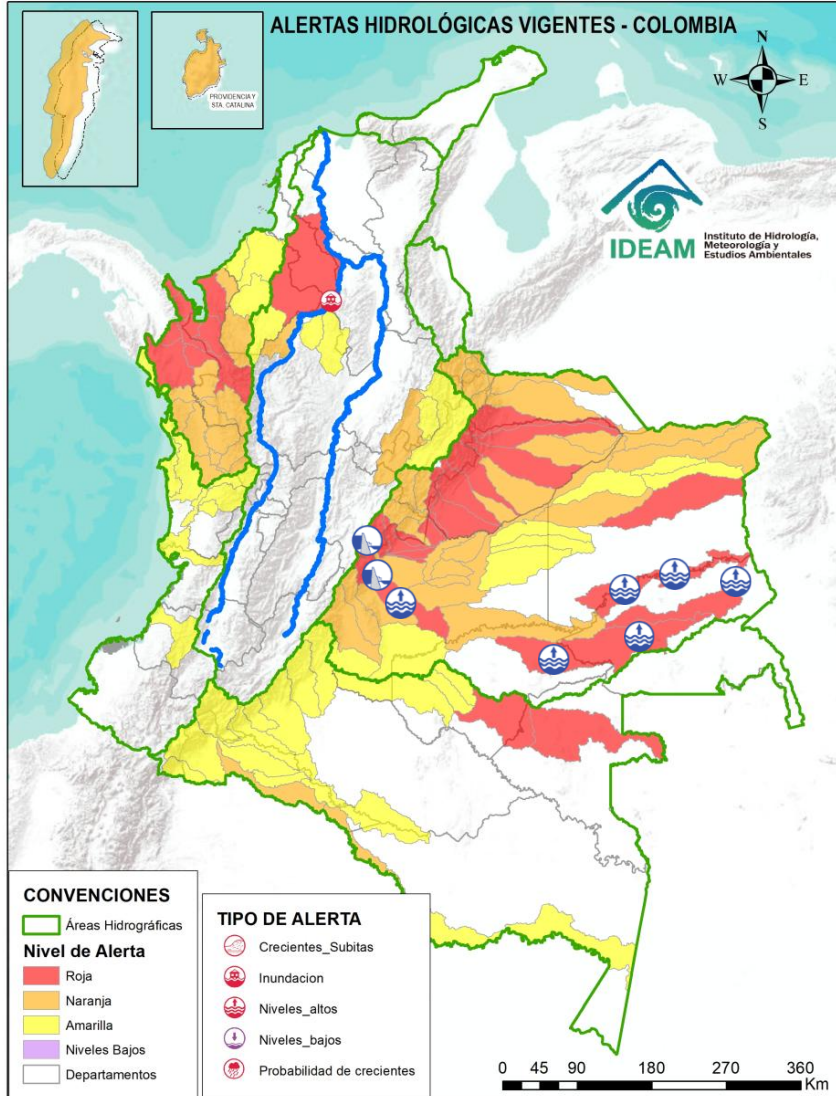 ALERTAS HIDROLÓGICAS VIGENTES - COLOMBIA
PROVIDENCIA Y
STA. CATALINA
N
W
E
S
IDEAM
Instituto de Hidrología,
Meteorología y
Estudios Ambientales
CONVENCIONES
Áreas Hidrográficas
Nivel de Alerta
Roja
Naranja
Amarilla
Niveles Bajos
Departamentos
TIPO DE ALERTA
Crecientes_Subitas
Inundacion
Niveles_altos
Niveles_bajos
Probabilidad de crecientes
0 45 90 180 270 360
Km